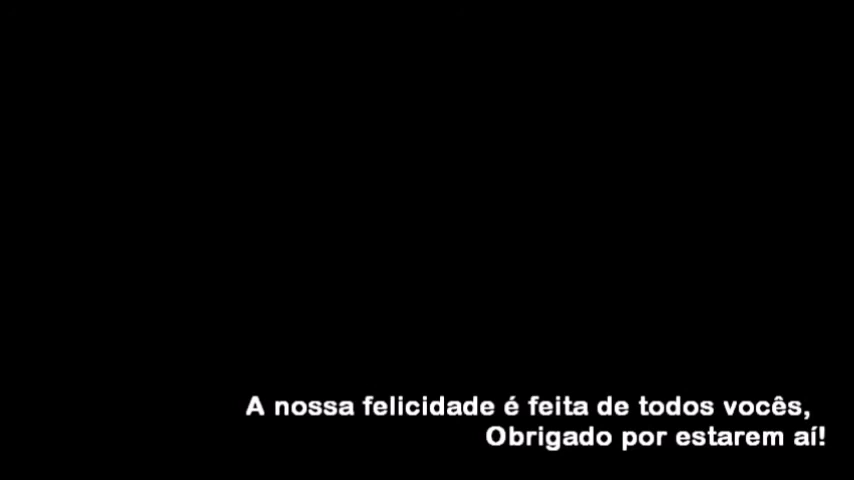 A nossa felicidade é feita de todos vocês,
Obrigado por estarem aí!